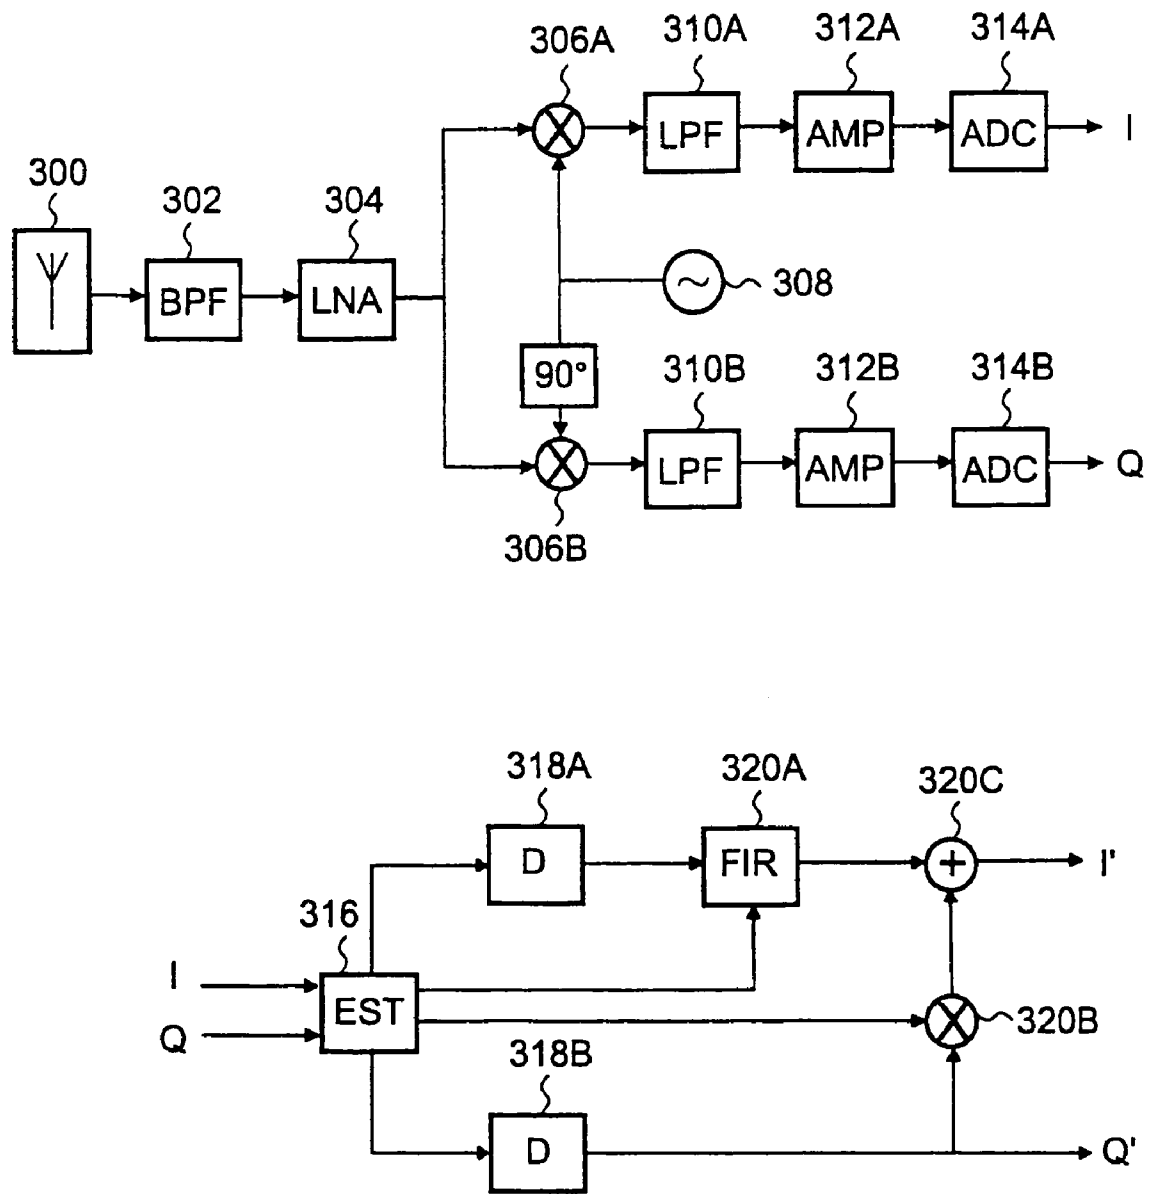 306A
310A
312A
314A
LPF
AMP
ADC
I
300
302
304
BPF
LNA
~
308
90°
310B
312B
314B
LPF
AMP
ADC
Q
306B
318A
320A
320C
D
FIR
+
I'
316
I
EST
Q
320B
318B
D
Q'